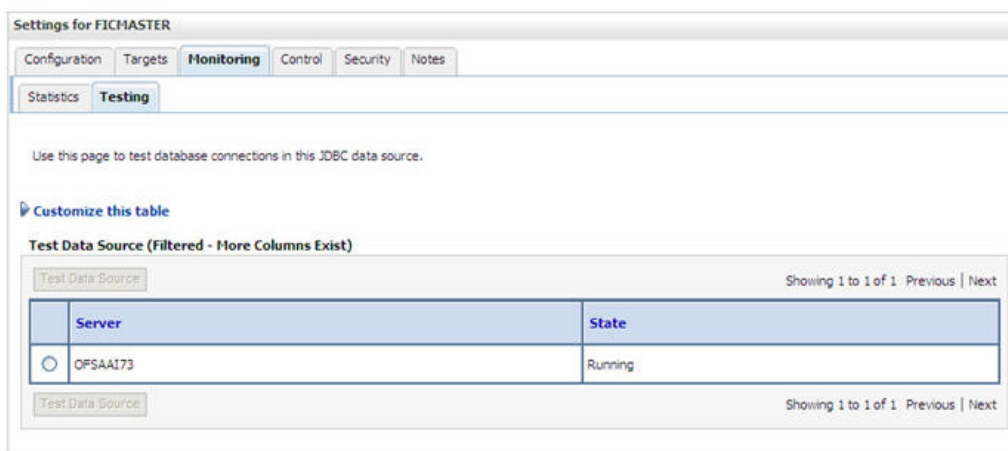 Settings for FICMASTER
Configuration Targets Monitoring Control Security Notes
Statistics Testing
Use this page to test database connections in this JDBC data source.
Customize this table
Test Data Source (Filtered - More Columns Exist)
Test Data Source Showing 1 to 1 of 1 Previous | Next
Server State
OFSAAI73 Running
Test Data Source Showing 1 to 1 of 1 Previous | Next